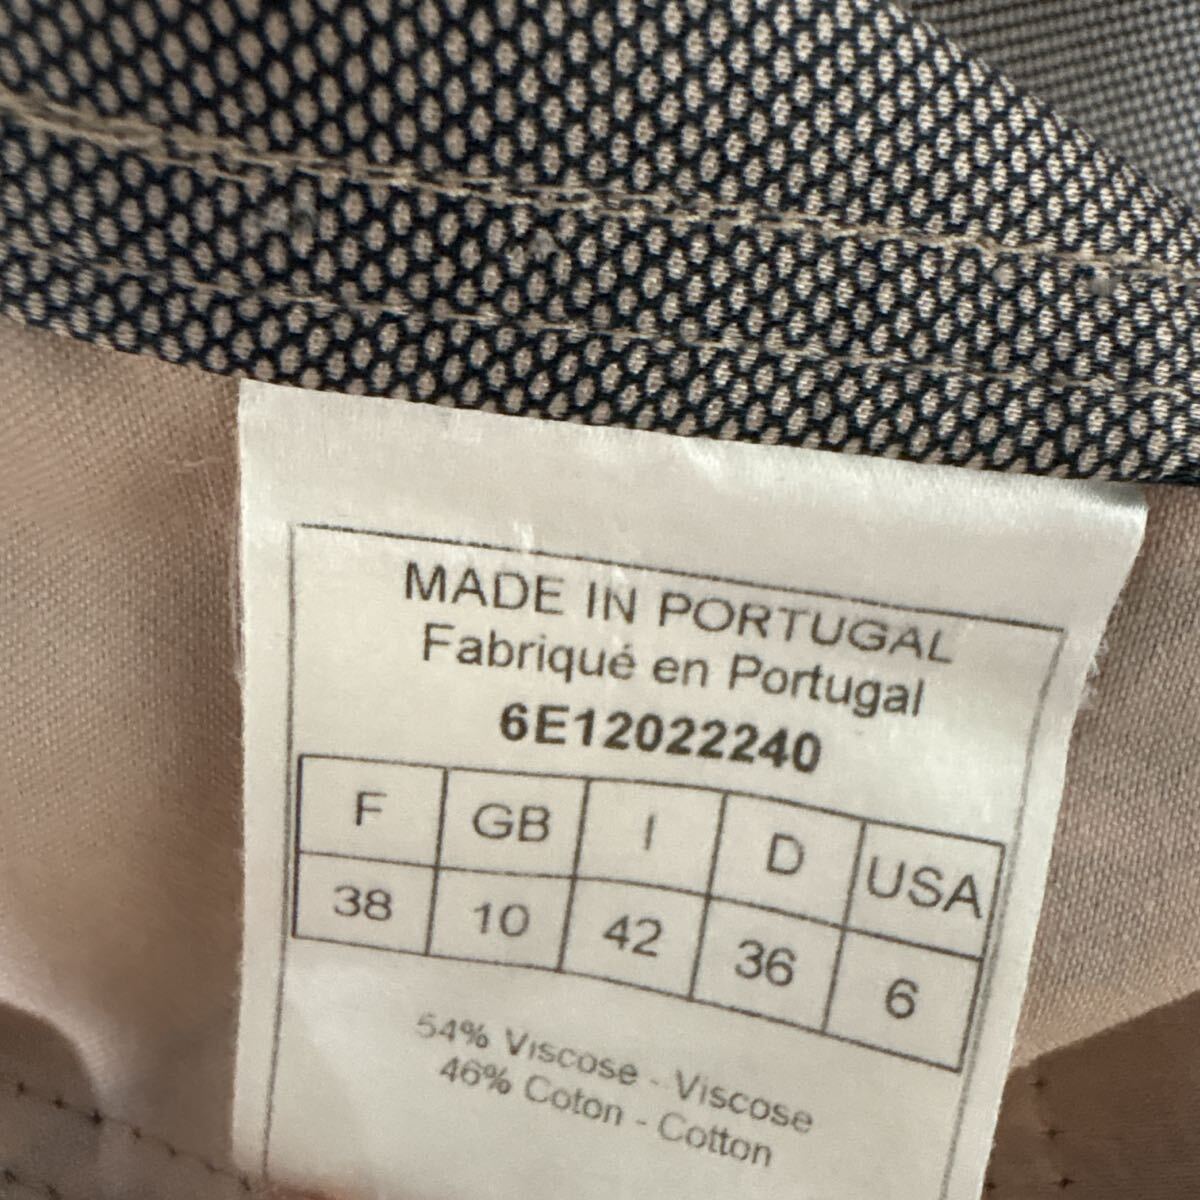 MADE IN PORTUGAL
Fabriqué en Portugal
6E12022240
F GB I D USA
38 10 42 36 6
54% Viscose - Viscose
46% Coton - Cotton